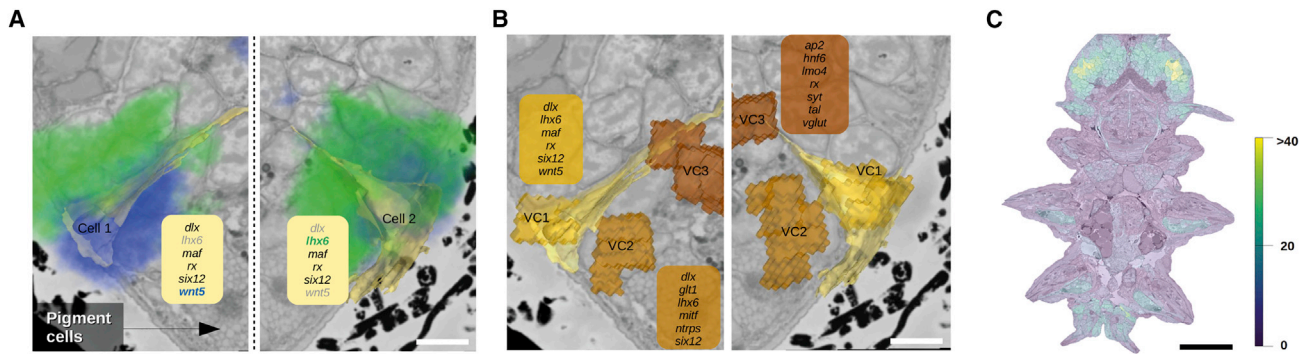 A
B
C
Cell 1
dlx
lhx6
maf
rx
six12
wnt5
Pigment
cells
Cell 2
dlx
lhx6
maf
rx
six12
wnt5
dlx
lhx6
maf
rx
six12
wnt5
VC3
VC1
VC2
dlx
glt1
lhx6
mitf
ntrps
six12
ap2
hnf6
lmo4
rx
syt
tal
vglut
VC3
VC1
VC2
>40
20
0